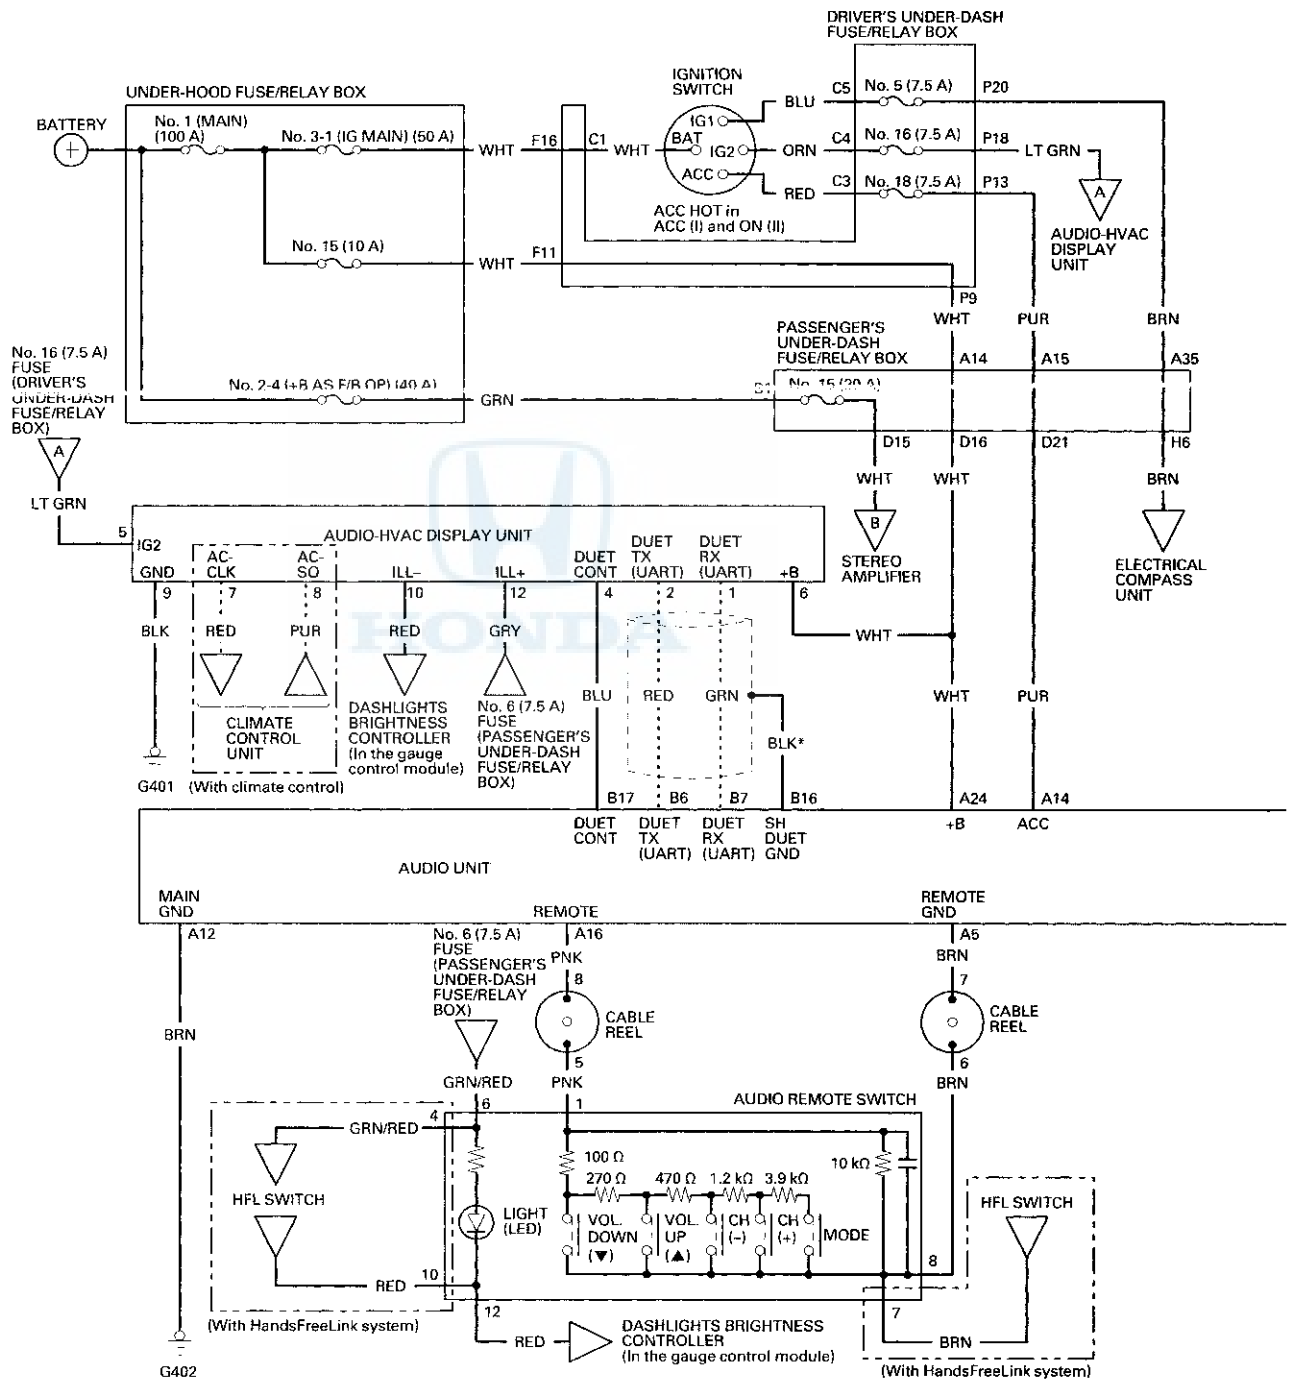 DRIVER'S UNDER-DASH
FUSE/RELAY BOX
IGNITION
SWITCH
UNDER-HOOD FUSE/RELAY BOX
C5
No. 5 (7.5 A)
P20
BLU
BATTERY
No. 1 (MAIN)
(100 A)
No. 3-1 (IG MAIN) (50 A)
IG1
WHT
F16
C1
WHT
BAT
IG2
ORN
C4
No. 16 (7.5 A)
P18
LT GRN
ACC
RED
C3
No. 18 (7.5 A)
P13
A
ACC HOT in
ACC (I) and ON (II)
AUDIO-HVAC
DISPLAY
UNIT
No. 15 (10 A)
WHT
F11
P9
WHT
PUR
BRN
PASSENGER'S
UNDER-DASH
FUSE/RELAY BOX
A14
A15
A35
No. 16 (7.5 A)
FUSE
(DRIVER'S
UNDER-DASH
FUSE/RELAY
BOX)
No. 2-4 (+B AS F/B OP) (40 A)
GRN
No. 15 (20 A)
D15
D16
D21
H6
A
WHT
WHT
BRN
LT GRN
HONDA
B
STEREO
AMPLIFIER
ELECTRICAL
COMPASS
UNIT
5
IG2
AUDIO-HVAC DISPLAY UNIT
GND
AC-
CLK
AC-
SO
ILL–
ILL+
DUET
CONT
DUET
TX
(UART)
DUET
RX
(UART)
+B
9
7
8
10
12
4
2
1
6
BLK
RED
PUR
RED
GRY
WHT
BLU
RED
GRN
WHT
PUR
BLK*
CLIMATE
CONTROL
UNIT
DASHLIGHTS
BRIGHTNESS
CONTROLLER
(In the gauge
control module)
No. 6 (7.5 A)
FUSE
(PASSENGER'S
UNDER-DASH
FUSE/RELAY
BOX)
G401
(With climate control)
B17
B6
B7
B16
A24
A14
DUET
CONT
DUET
TX
(UART)
DUET
RX
(UART)
SH
DUET
GND
+B
ACC
AUDIO UNIT
MAIN
GND
REMOTE
REMOTE
GND
A12
A16
A5
No. 6 (7.5 A)
FUSE
(PASSENGER'S
UNDER-DASH
FUSE/RELAY
BOX)
PNK
8
BRN
7
CABLE
REEL
CABLE
REEL
BRN
5
6
GRN/RED
PNK
BRN
6
1
AUDIO REMOTE SWITCH
4
GRN/RED
HFL SWITCH
100 Ω
270 Ω
470 Ω
1.2 kΩ
3.9 kΩ
10 kΩ
LIGHT
(LED)
VOL.
DOWN
(▼)
VOL.
UP
(▲)
CH
(–)
CH
(+)
MODE
HFL SWITCH
RED
10
8
12
7
(With HandsFreeLink system)
RED
DASHLIGHTS BRIGHTNESS
CONTROLLER
(In the gauge control module)
BRN
(With HandsFreeLink system)
G402